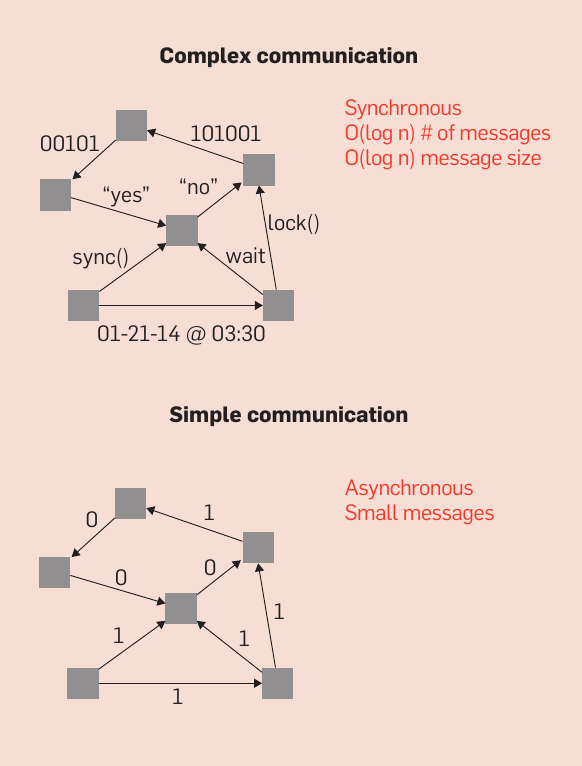 Complex communication
Synchronous
O(log n) # of messages
O(log n) message size
00101
101001
“yes”
“no”
lock()
sync()
wait
01-21-14 @ 03:30
Simple communication
Asynchronous
Small messages
0
1
0
0
1
1
1
1